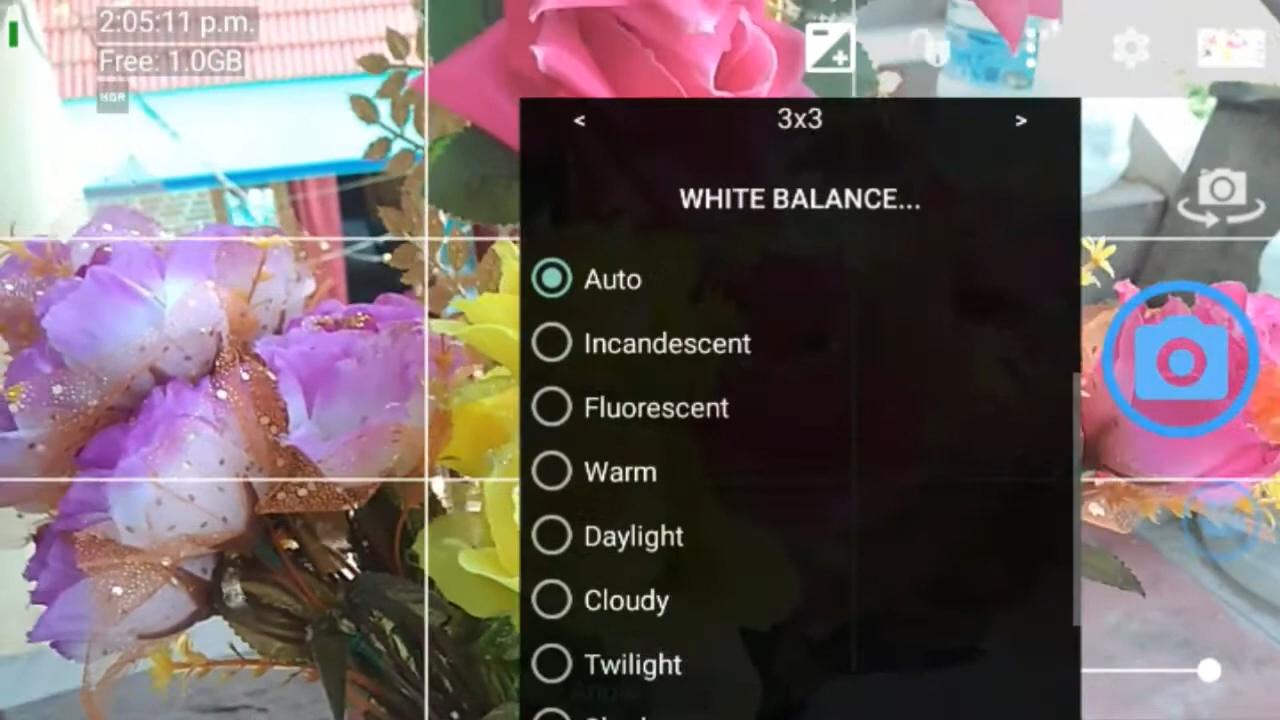 2:05:11 p.m.
Free: 1.0GB
HDR
< 3x3 >
WHITE BALANCE...
Auto
Incandescent
Fluorescent
Warm
Daylight
Cloudy
Twilight